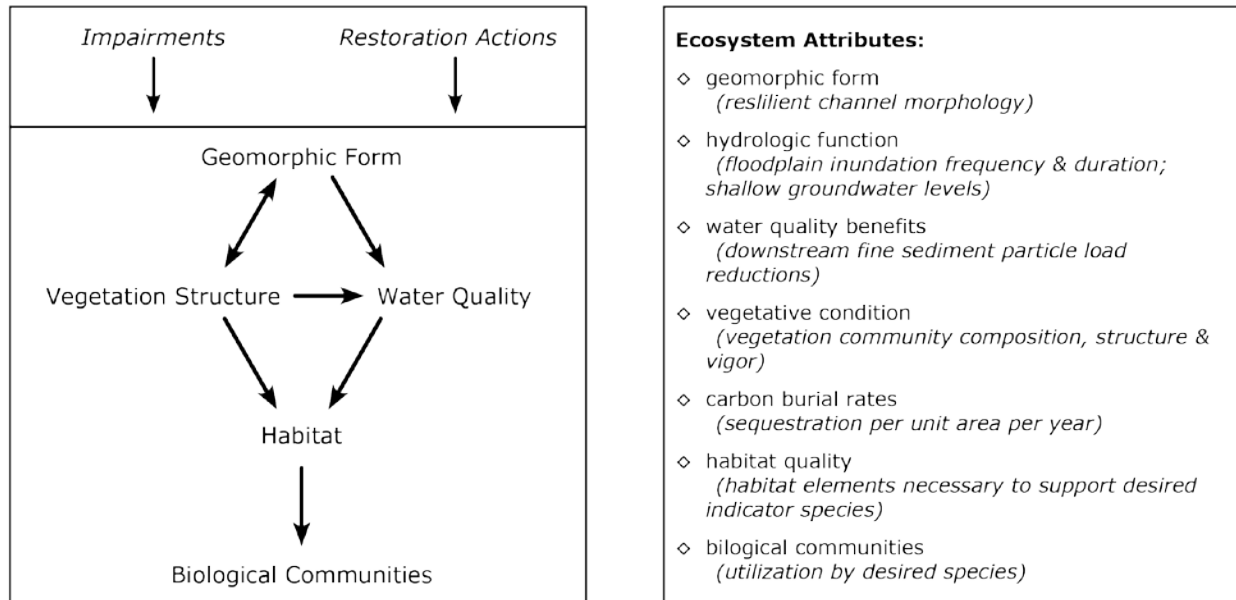 Impairments
Restoration Actions
Geomorphic Form
Vegetation Structure
Water Quality
Habitat
Biological Communities
Ecosystem Attributes:
◇ geomorphic form
(reslilient channel morphology)
◇ hydrologic function
(floodplain inundation frequency & duration;
shallow groundwater levels)
◇ water quality benefits
(downstream fine sediment particle load
reductions)
◇ vegetative condition
(vegetation community composition, structure &
vigor)
◇ carbon burial rates
(sequestration per unit area per year)
◇ habitat quality
(habitat elements necessary to support desired
indicator species)
◇ bilogical communities
(utilization by desired species)